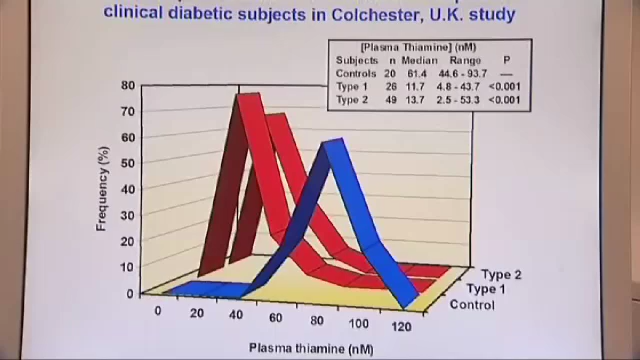 clinical diabetic subjects in Colchester, U.K. study
[Plasma Thiamine] (nM)
Subjects n Median Range P
Controls 20 61.4 44.6 - 93.7 —
Type 1 26 11.7 4.8 - 43.7 <0.001
Type 2 49 13.7 2.5 - 53.3 <0.001
Frequency (%)
80
70
60
50
40
30
20
10
0
0 20 40 60 80 100 120
Type 2
Type 1
Control
Plasma thiamine (nM)